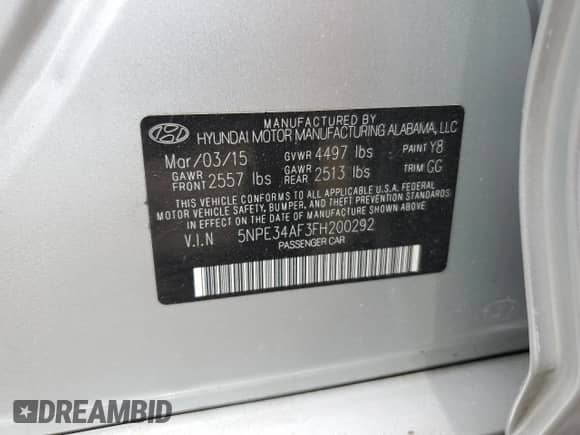 MANUFACTURED BY
HYUNDAI MOTOR MANUFACTURING ALABAMA, LLC
Mar/03/15 GVWR 4497 lbs PAINT Y8
GAWR FRONT 2557 lbs GAWR REAR 2513 lbs TRIM GG
THIS VEHICLE CONFORMS TO ALL APPLICABLE U.S.A. FEDERAL
MOTOR VEHICLE SAFETY, BUMPER, AND THEFT PREVENTION STANDARDS
IN EFFECT ON THE DATE OF MANUFACTURE SHOWN ABOVE.
V.I.N 5NPE34AF3FH200292
PASSENGER CAR
DREAMBID